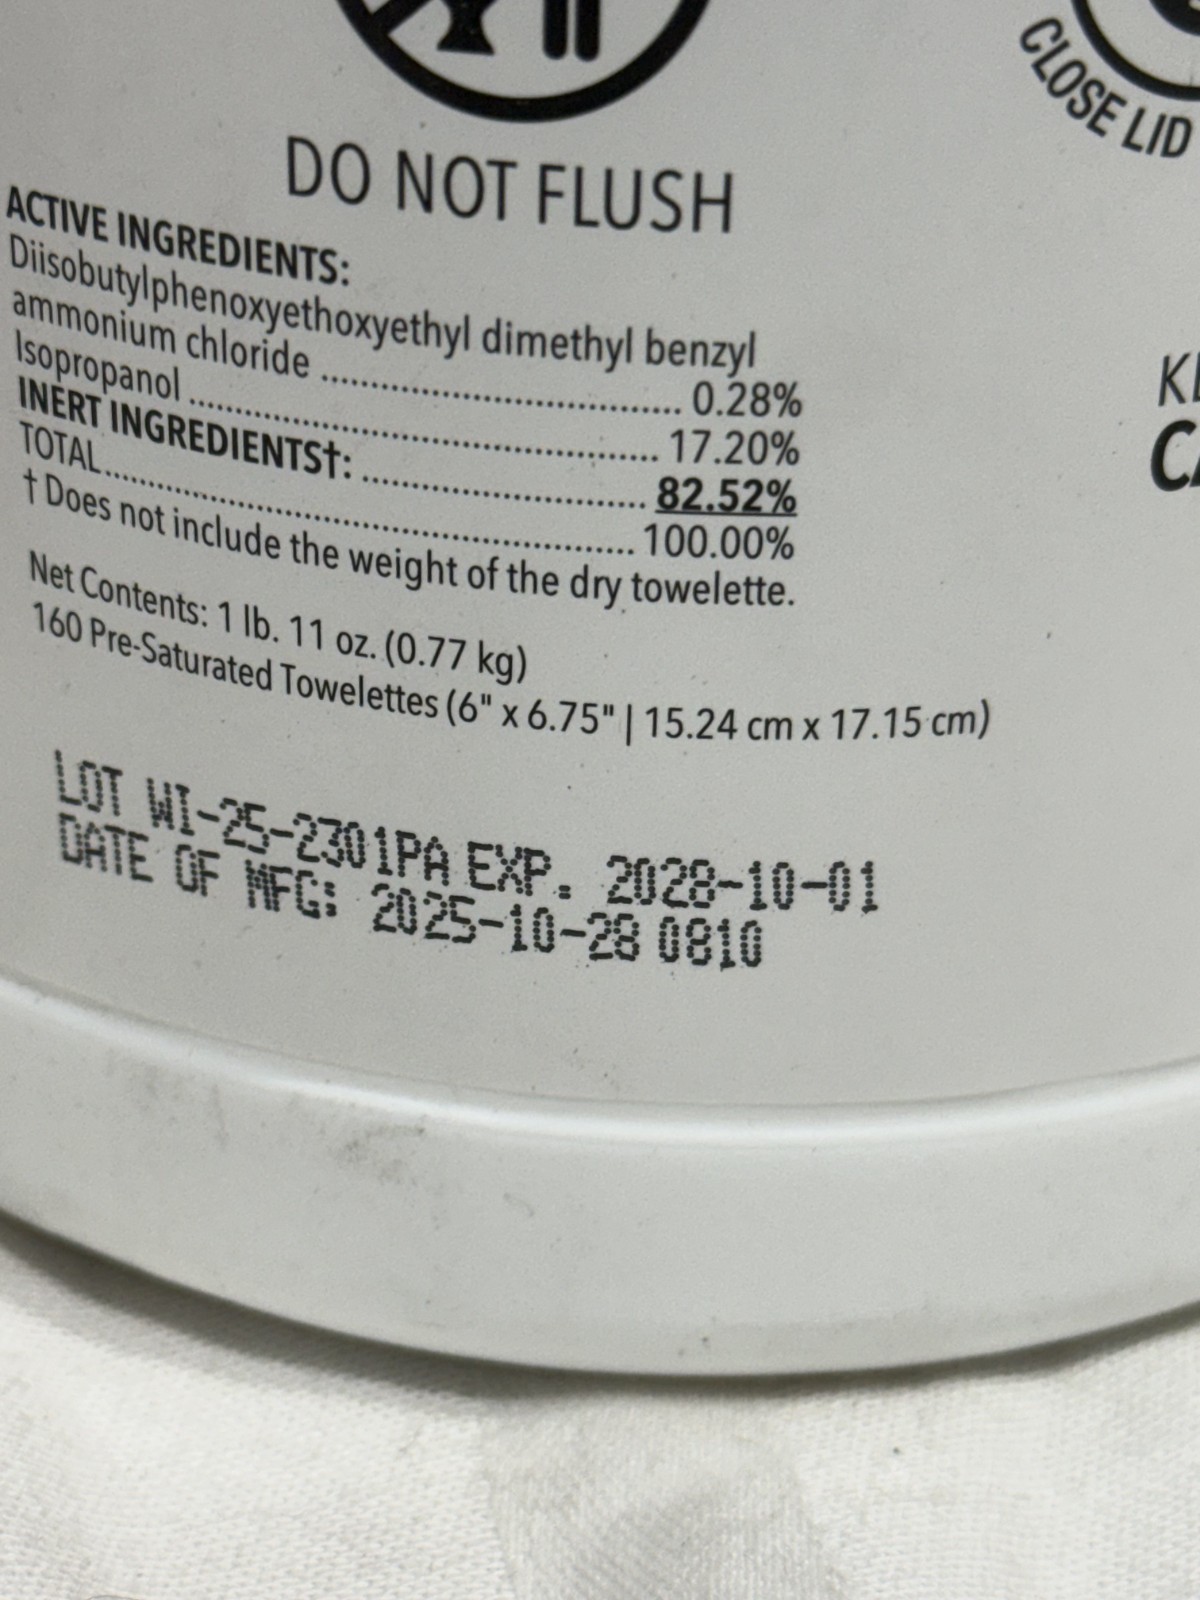 DO NOT FLUSH
CLOSE LID
ACTIVE INGREDIENTS:
Diisobutylphenoxyethoxyethyl dimethyl benzyl
ammonium chloride ........................................ 0.28%
Isopropanol .................................................... 17.20%
INERT INGREDIENTS†: ................................ 82.52%
TOTAL............................................................ 100.00%
† Does not include the weight of the dry towelette.
Net Contents: 1 lb. 11 oz. (0.77 kg)
160 Pre-Saturated Towelettes (6" x 6.75" | 15.24 cm x 17.15 cm)
LOT WI-25-2301PA EXP. 2028-10-01
DATE OF MFG: 2025-10-28 0810